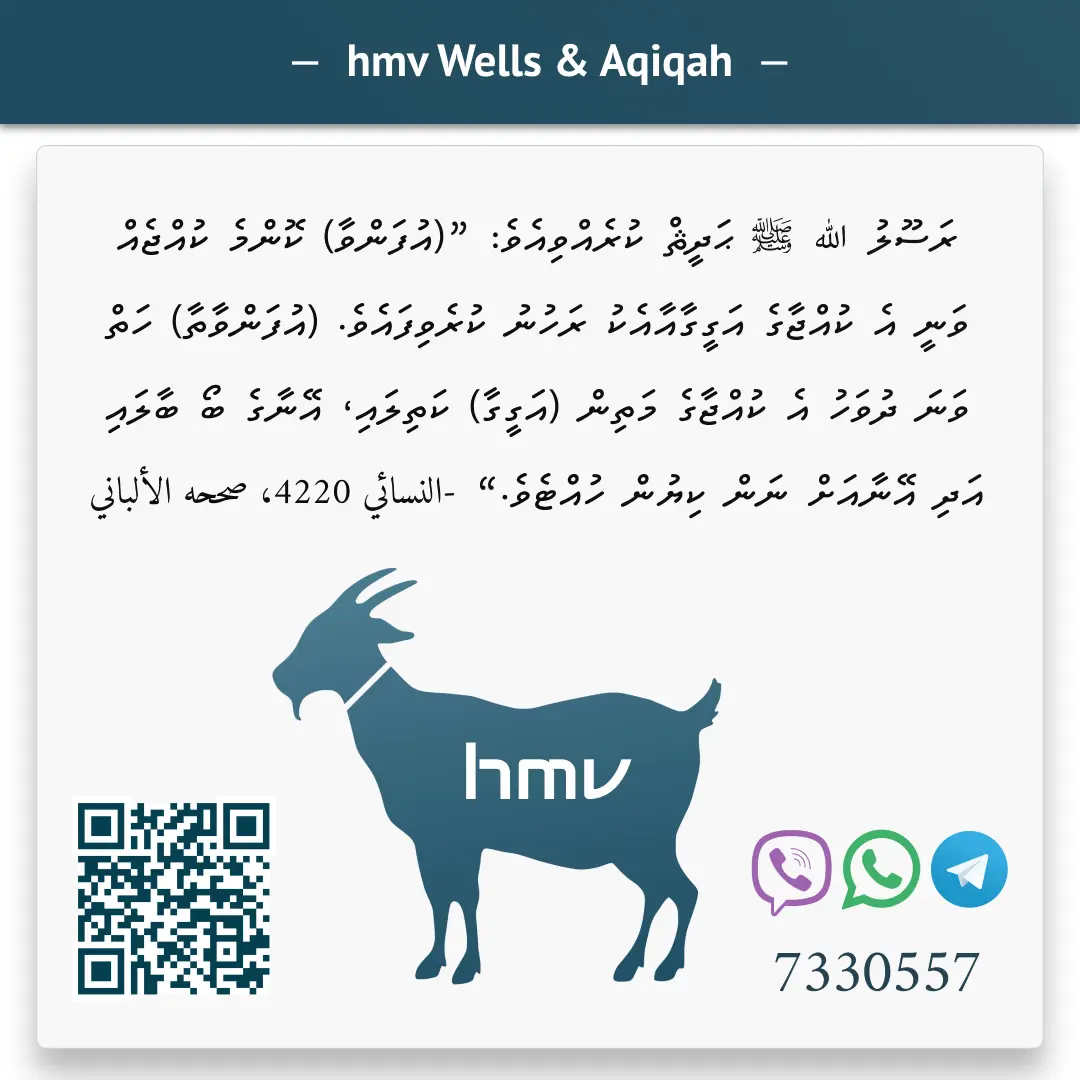 — hmv Wells & Aqiqah —
ރަސޫލު ﷲ ﷺ ޙަދީޘް ކުރެއްވިއެވެ: ”(އުފަންވާ) ކޮންމެ ކުއްޖެއް
ވަނީ އެ ކުއްޖާގެ އަޤީޤާއާއެކު ރަހުނު ކުރެވިފައެވެ. (އުފަންވާތާ) ހަތް
ވަނަ ދުވަހު އެ ކުއްޖާގެ މަތިން (އަޤީޤާ) ކަތިލައި، އޭނާގެ ބޯ ބާލައި
އަދި އޭނާއަށް ނަން ކިޔުން ހުއްޓެވެ.“ -النسائي 4220، صححه الألباني
hmv
7330557